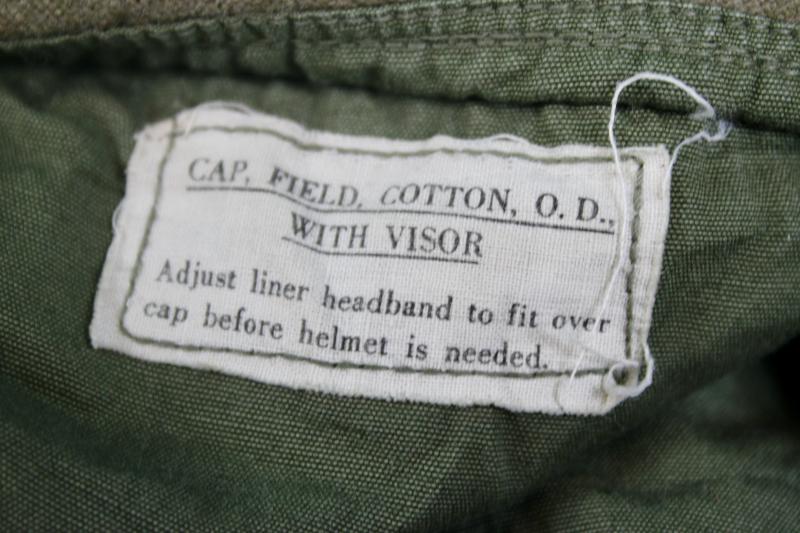 CAP, FIELD, COTTON, O. D.,
WITH VISOR
Adjust liner headband to fit over
cap before helmet is needed.